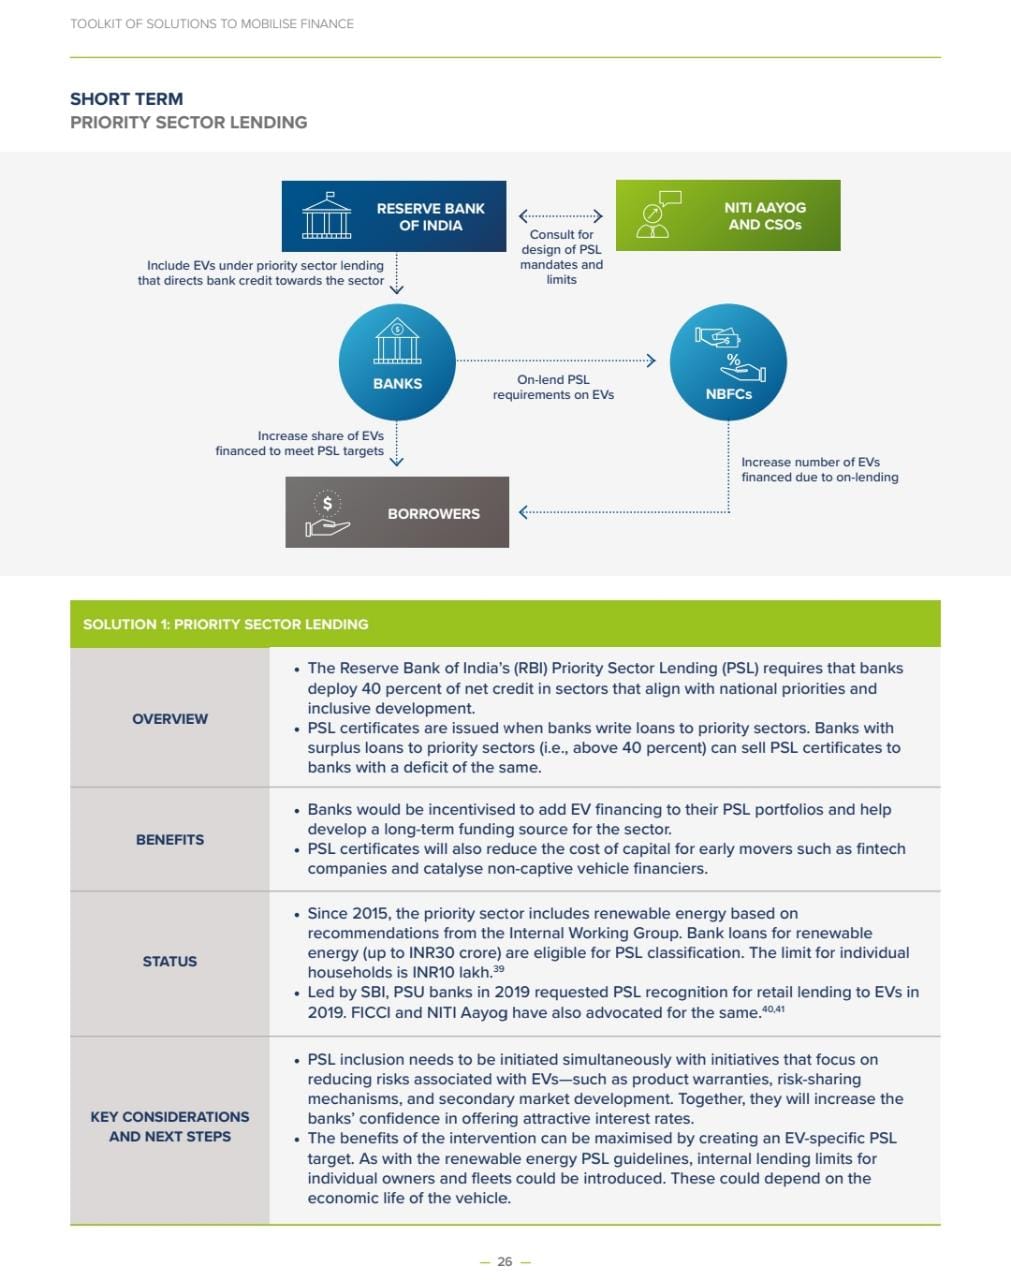 TOOLKIT OF SOLUTIONS TO MOBILISE FINANCE
SHORT TERM
PRIORITY SECTOR LENDING
RESERVE BANK
OF INDIA
NITI AAYOG
AND CSOs
Consult for
design of PSL
mandates and
limits
Include EVs under priority sector lending
that directs bank credit towards the sector
$
BANKS
On-lend PSL
requirements on EVs
$
%
NBFCs
Increase share of EVs
financed to meet PSL targets
Increase number of EVs
financed due to on-lending
$
BORROWERS
SOLUTION 1: PRIORITY SECTOR LENDING
OVERVIEW
• The Reserve Bank of India’s (RBI) Priority Sector Lending (PSL) requires that banks
deploy 40 percent of net credit in sectors that align with national priorities and
inclusive development.
• PSL certificates are issued when banks write loans to priority sectors. Banks with
surplus loans to priority sectors (i.e., above 40 percent) can sell PSL certificates to
banks with a deficit of the same.
BENEFITS
• Banks would be incentivised to add EV financing to their PSL portfolios and help
develop a long-term funding source for the sector.
• PSL certificates will also reduce the cost of capital for early movers such as fintech
companies and catalyse non-captive vehicle financiers.
STATUS
• Since 2015, the priority sector includes renewable energy based on
recommendations from the Internal Working Group. Bank loans for renewable
energy (up to INR30 crore) are eligible for PSL classification. The limit for individual
households is INR10 lakh.39
• Led by SBI, PSU banks in 2019 requested PSL recognition for retail lending to EVs in
2019. FICCI and NITI Aayog have also advocated for the same.40,41
KEY CONSIDERATIONS
AND NEXT STEPS
• PSL inclusion needs to be initiated simultaneously with initiatives that focus on
reducing risks associated with EVs—such as product warranties, risk-sharing
mechanisms, and secondary market development. Together, they will increase the
banks’ confidence in offering attractive interest rates.
• The benefits of the intervention can be maximised by creating an EV-specific PSL
target. As with the renewable energy PSL guidelines, internal lending limits for
individual owners and fleets could be introduced. These could depend on the
economic life of the vehicle.
— 26 —